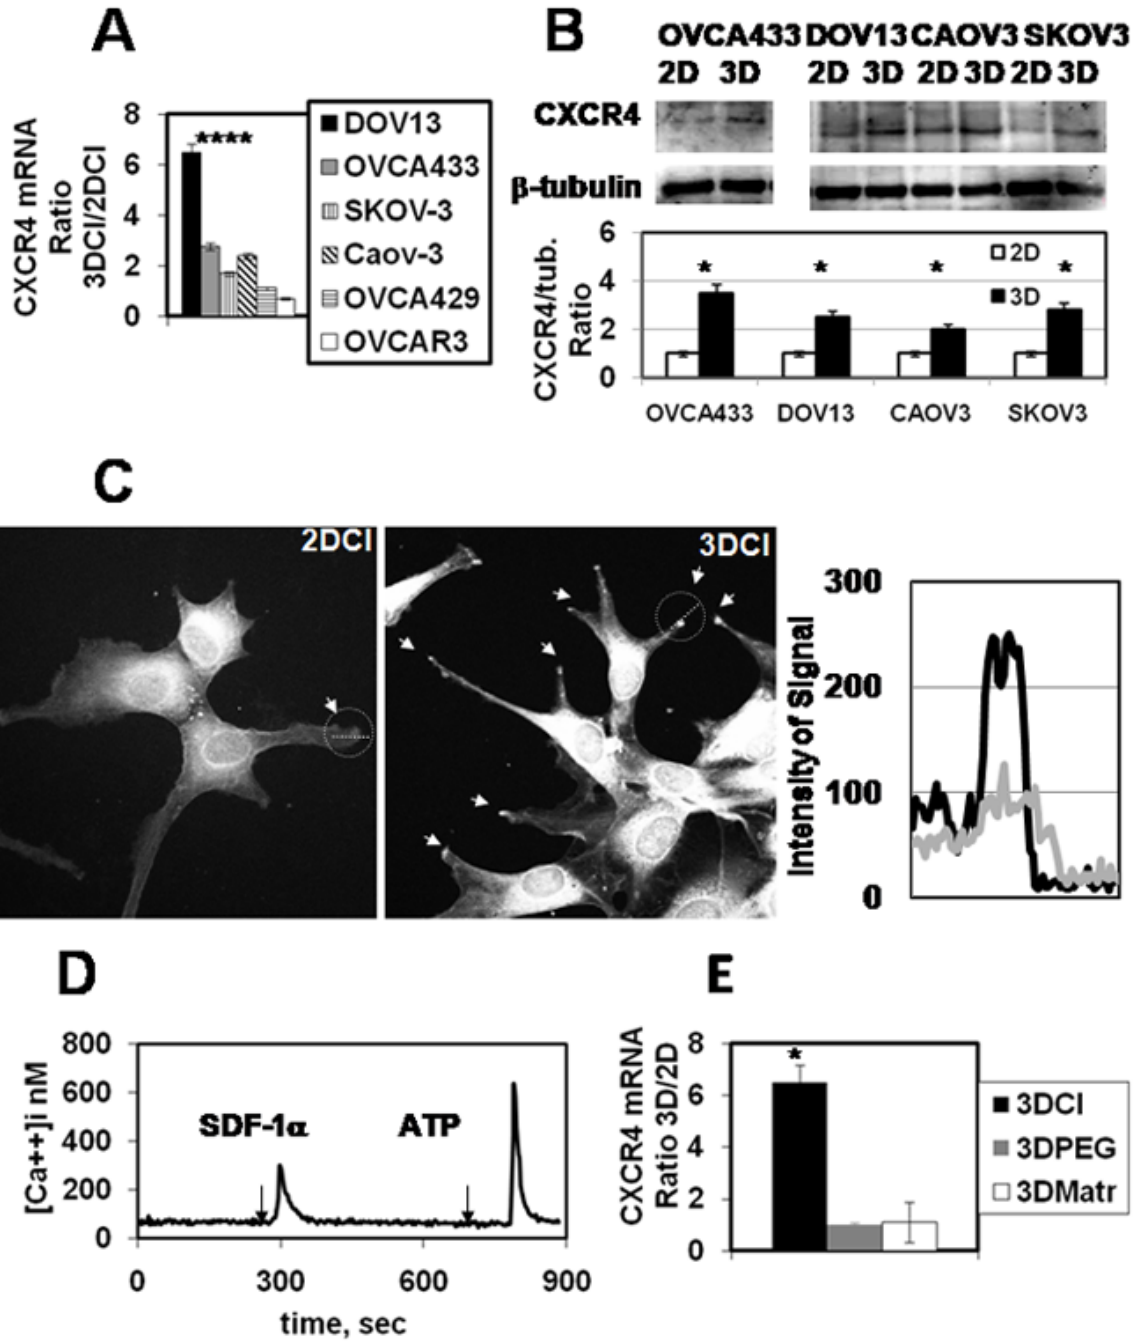 A
CXCR4 mRNA
Ratio
3DCI/2DCI
8
6
4
2
0
****
DOV13
OVCA433
SKOV-3
Caov-3
OVCA429
OVCAR3
B
OVCA433 DOV13 CAOV3 SKOV3
2D 3D 2D 3D 2D 3D 2D 3D
CXCR4
β-tubulin
CXCR4/tub.
Ratio
6
4
2
0
* * * *
2D
3D
OVCA433 DOV13 CAOV3 SKOV3
C
2DCI
3DCI
Intensity of Signal
300
200
100
0
D
[Ca++]i nM
800
600
400
200
0
SDF-1α ATP
0 300 600 900
time, sec
E
CXCR4 mRNA
Ratio 3D/2D
8
6
4
2
0
*
3DCI
3DPEG
3DMatr